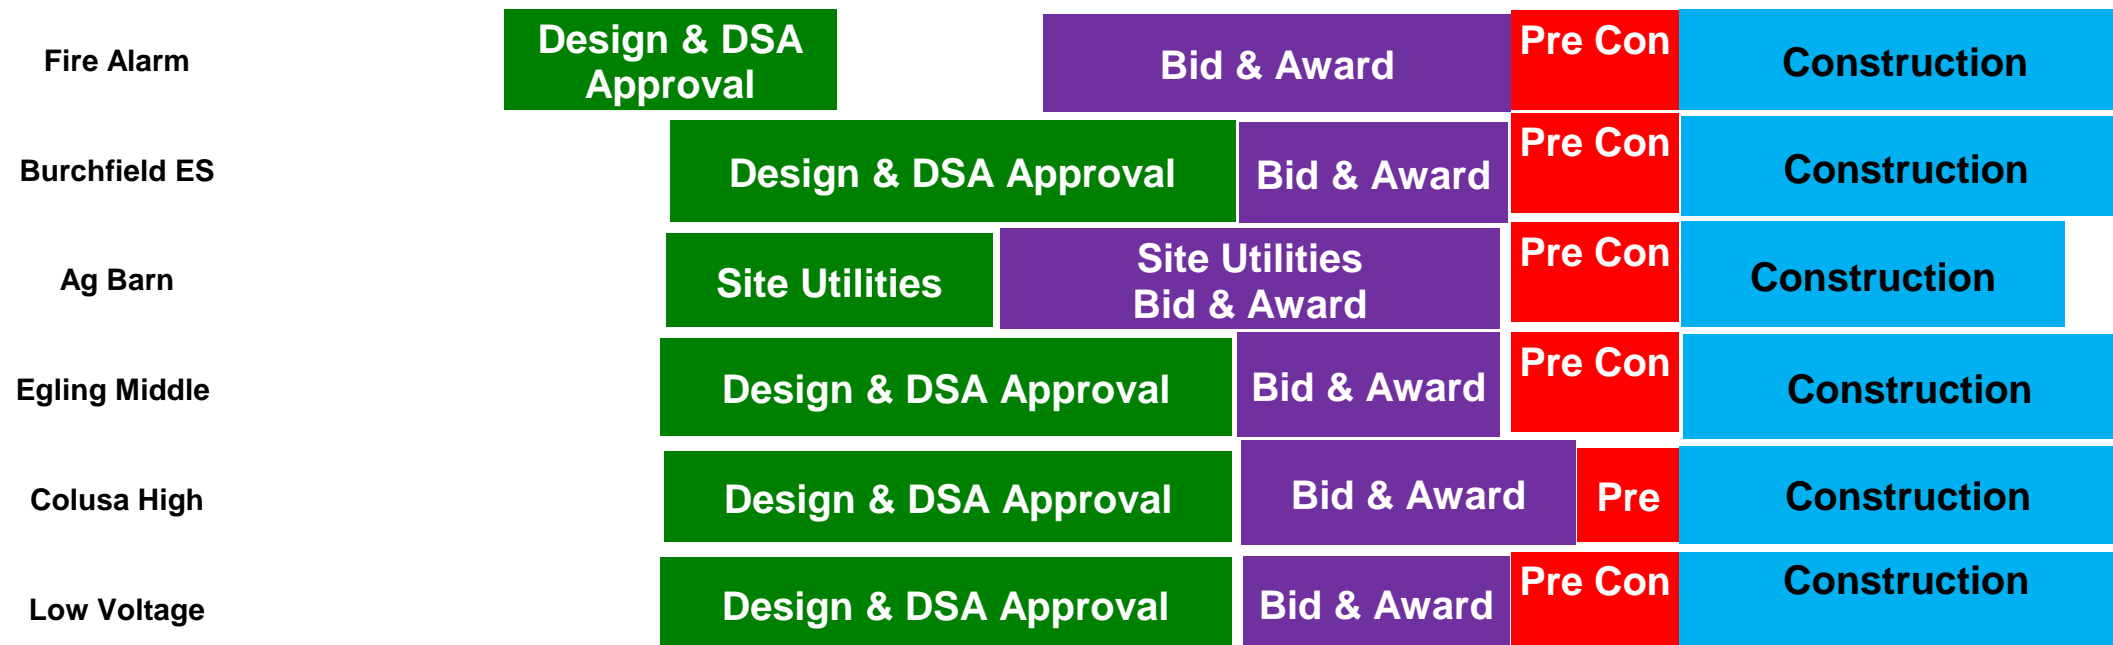 Fire Alarm
Design & DSA
Approval
Bid & Award
Pre Con
Construction
Burchfield ES
Design & DSA Approval
Bid & Award
Pre Con
Construction
Ag Barn
Site Utilities
Site Utilities
Bid & Award
Pre Con
Construction
Egling Middle
Design & DSA Approval
Bid & Award
Pre Con
Construction
Colusa High
Design & DSA Approval
Bid & Award
Pre
Construction
Low Voltage
Design & DSA Approval
Bid & Award
Pre Con
Construction